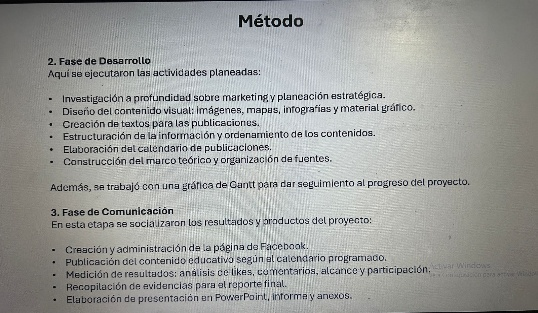 Método
2. Fase de Desarrollo
Aquí se ejecutaron las actividades planeadas:
• Investigación a profundidad sobre marketing y planeación estratégica.
• Diseño del contenido visual: imágenes, mapas, infografías y material gráfico.
• Creación de textos para las publicaciones.
• Estructuración de la información y ordenamiento de los contenidos.
• Elaboración del calendario de publicaciones.
• Construcción del marco teórico y organización de fuentes.
Además, se trabajó con una gráfica de Gantt para dar seguimiento al progreso del proyecto.
3. Fase de Comunicación
En esta etapa se socializaron los resultados y productos del proyecto:
• Creación y administración de la página de Facebook.
• Publicación del contenido educativo según el calendario programado.
• Medición de resultados: análisis de likes, comentarios, alcance y participación.
• Recopilación de evidencias para el reporte final.
• Elaboración de presentación en PowerPoint, informe y anexos.
Activar Windows